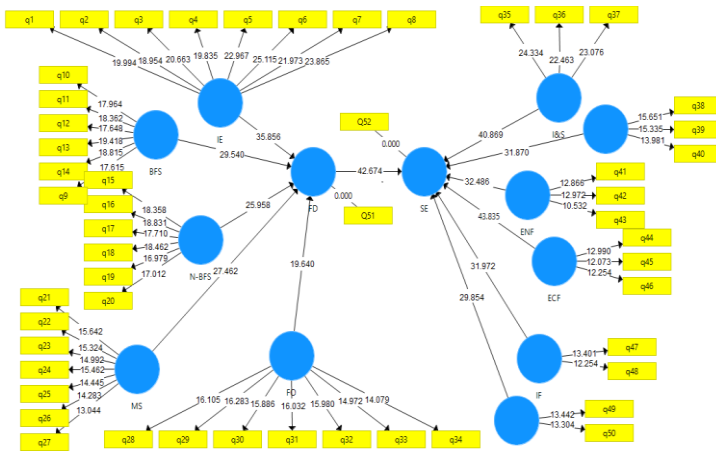 q1
q2
q3
q4
q5
q6
q7
q8
19.994
18.954
20.663
19.835
22.967
25.115
21.973
23.865
IE
35.856
q10
q11
q12
q13
q14
q9
17.964
18.362
17.648
19.418
18.815
17.615
BFS
29.540
q15
q16
q17
q18
q19
q20
18.358
18.831
17.710
18.462
16.979
17.012
N-BFS
25.958
27.462
q21
q22
q23
q24
q25
q26
q27
15.642
15.324
14.992
15.462
14.445
14.283
13.044
MS
19.640
FO
16.105
16.283
15.886
16.032
15.980
14.972
14.079
q28
q29
q30
q31
q32
q33
q34
FD
0.000
Q51
42.674
Q52
0.000
SE
q35
q36
q37
24.334
22.463
23.076
I&S
40.869
q38
q39
q40
15.651
15.335
13.981
31.870
q41
q42
q43
12.866
12.972
10.532
ENF
32.486
q44
q45
q46
12.990
12.073
12.254
ECF
43.835
q47
q48
13.401
12.254
IF
31.972
q49
q50
13.442
13.304
29.854